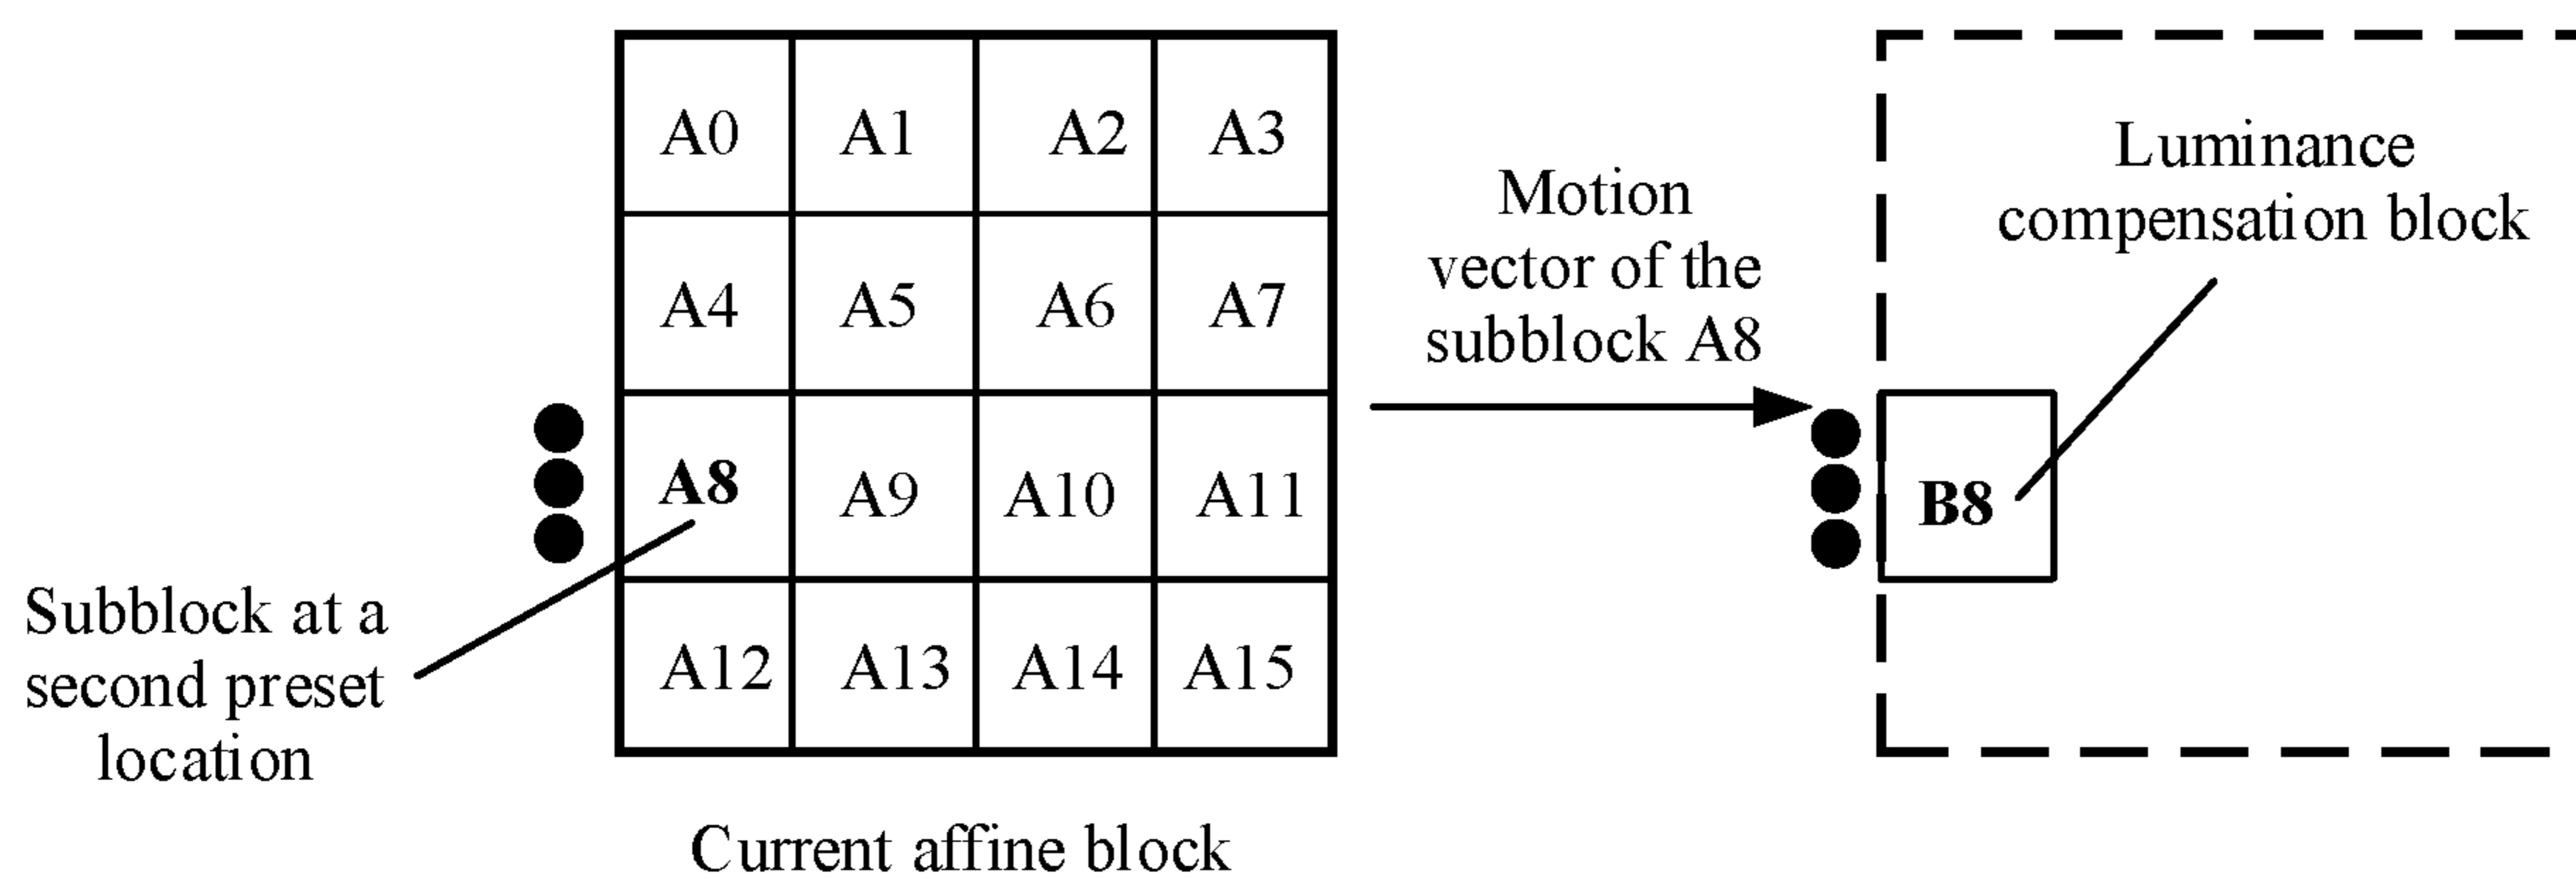 A0 A1 A2 A3
A4 A5 A6 A7
A8 A9 A10 A11
A12 A13 A14 A15
Subblock at a
second preset
location
Current affine block
Motion
vector of the
subblock A8
Luminance
compensation block
B8